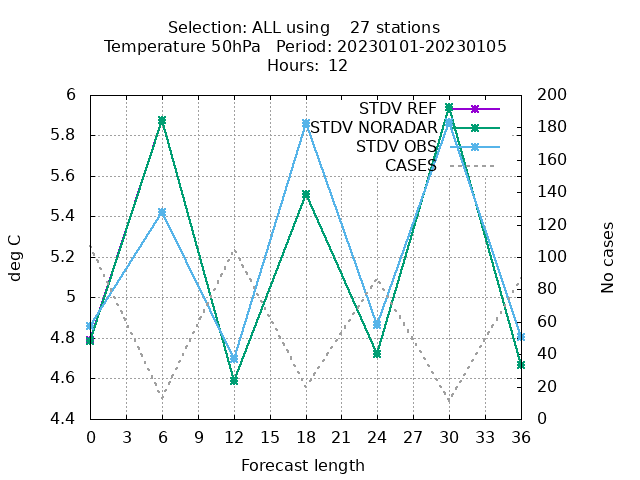 Selection: ALL using    27 stations
Temperature 50hPa   Period: 20230101-20230105
Hours:  12
STDV REF
STDV NORADAR
STDV OBS
CASES
deg C
No cases
6
5.8
5.6
5.4
5.2
5
4.8
4.6
4.4
200
180
160
140
120
100
80
60
40
20
0
0 3 6 9 12 15 18 21 24 27 30 33 36
Forecast length